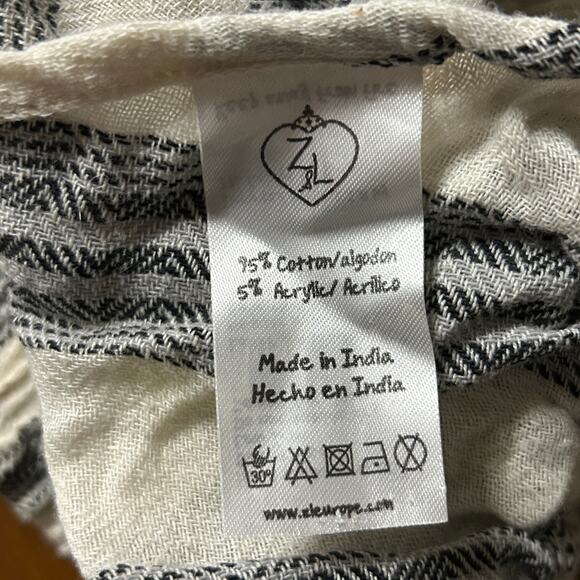 ZL
95% Cotton/algodon
5% Acrylic/ Acrilico
Made in India
Hecho en India
30°
www.zleurope.com